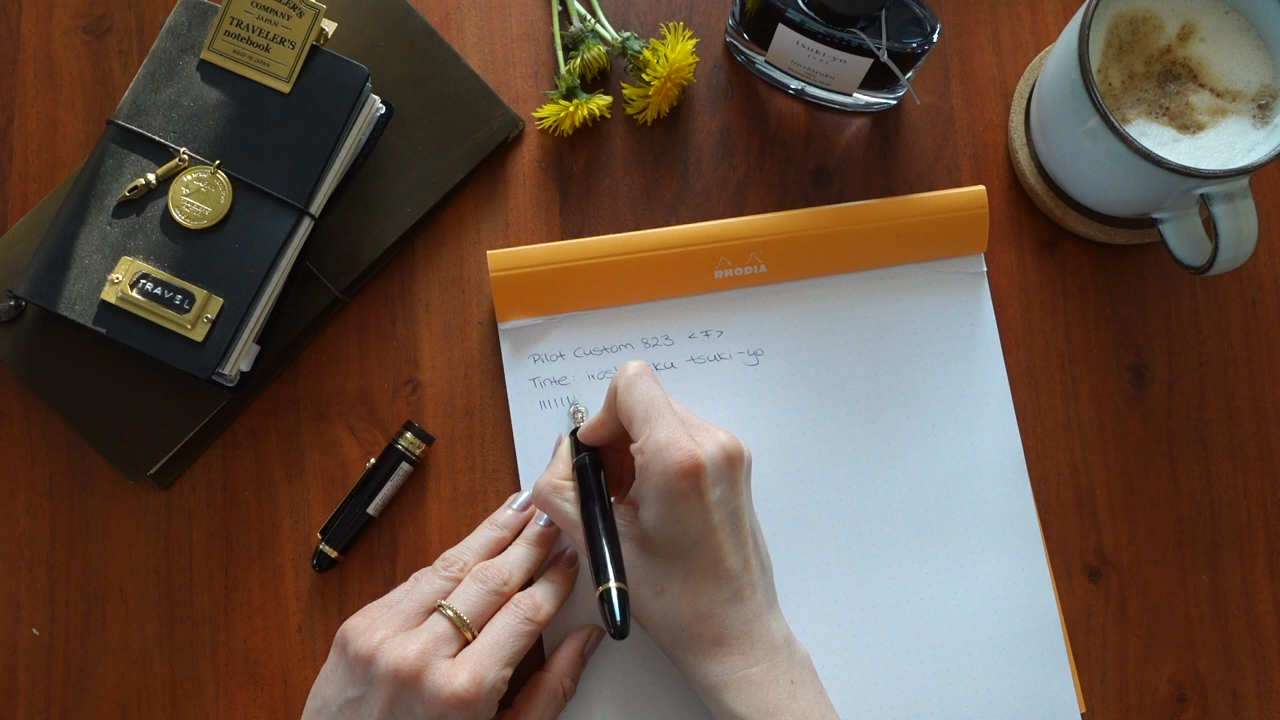 TRAVELER'S
COMPANY
JAPAN
TRAVELER'S
notebook
MADE IN JAPAN
TRAVEL
tsuki-yo
RHODIA
Pilot Custom 823 <F>
Tinte: iroshizuku tsuki-yo